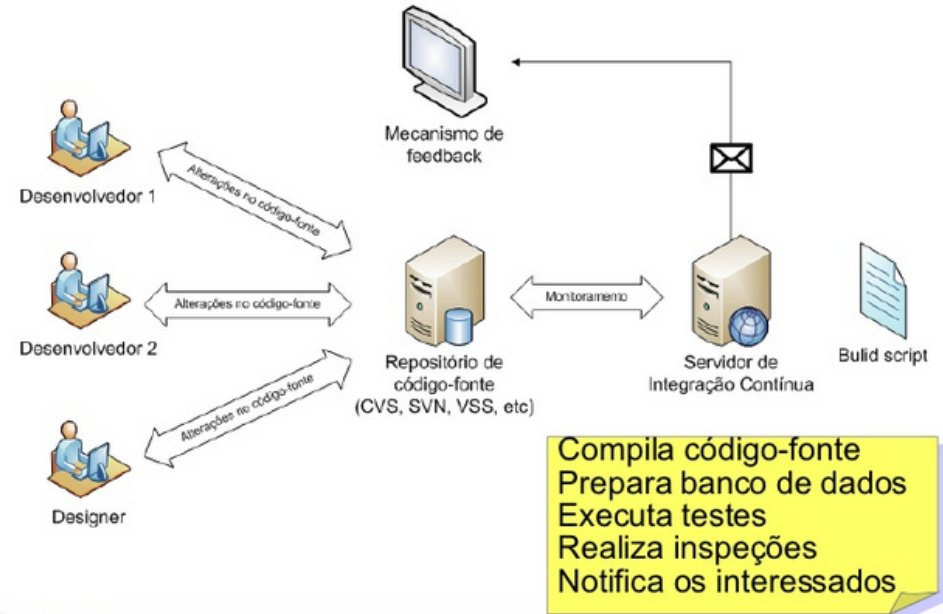 Mecanismo de
feedback
Desenvolvedor 1
Alterações no código-fonte
Desenvolvedor 2
Alterações no código-fonte
Designer
Alterações no código-fonte
Repositório de
código-fonte
(CVS, SVN, VSS, etc)
Monitoramento
Servidor de
Integração Contínua
Bulid script
Compila código-fonte
Prepara banco de dados
Executa testes
Realiza inspeções
Notifica os interessados